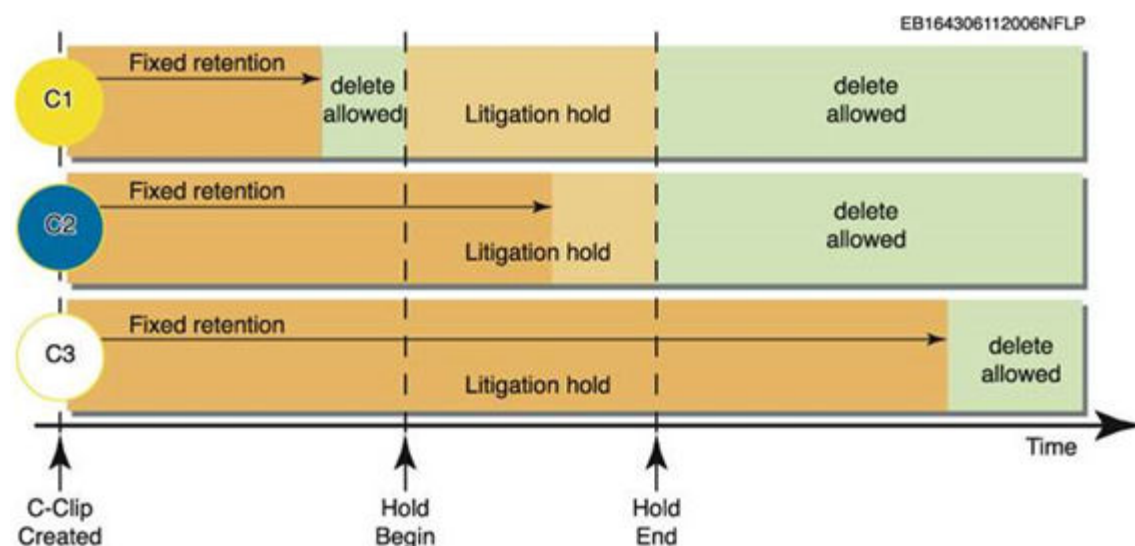 EB164306112006NFLP
Fixed retention
C1
delete
allowed
Litigation hold
delete
allowed
Fixed retention
C2
Litigation hold
delete
allowed
Fixed retention
C3
Litigation hold
delete
allowed
Time
C-Clip
Created
Hold
Begin
Hold
End